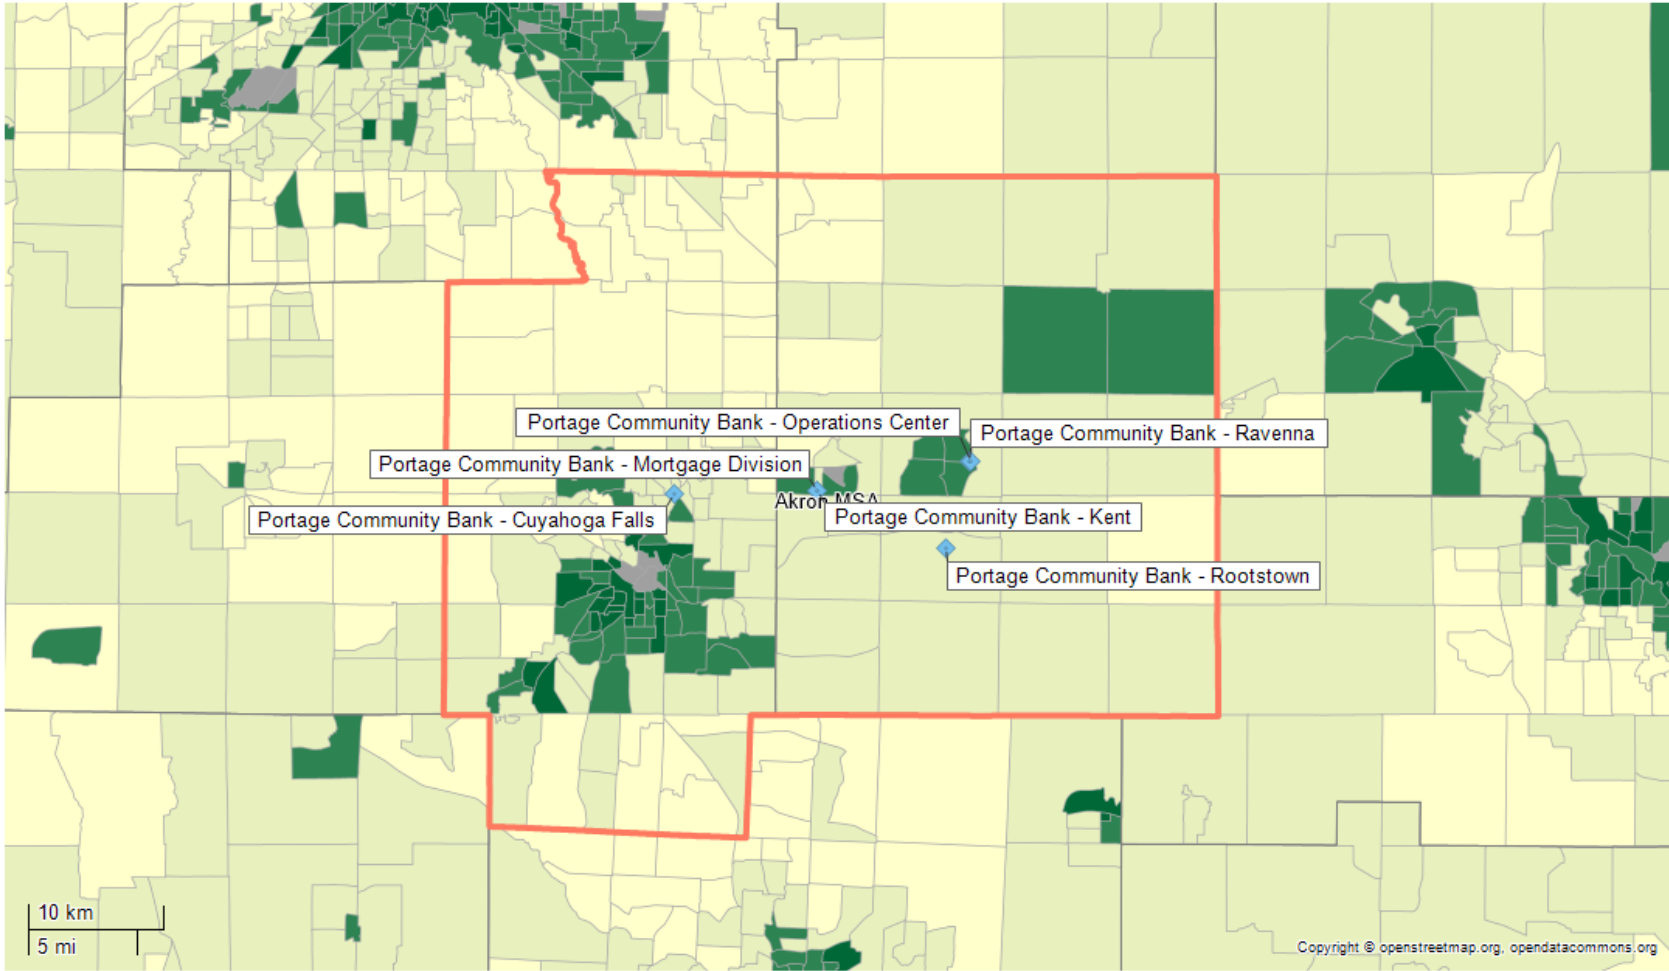 Portage Community Bank - Operations Center
Portage Community Bank - Ravenna
Portage Community Bank - Mortgage Division
Akron MSA
Portage Community Bank - Cuyahoga Falls
Portage Community Bank - Kent
Portage Community Bank - Rootstown
10 km
5 mi
Copyright © openstreetmap.org, opendatacommons.org